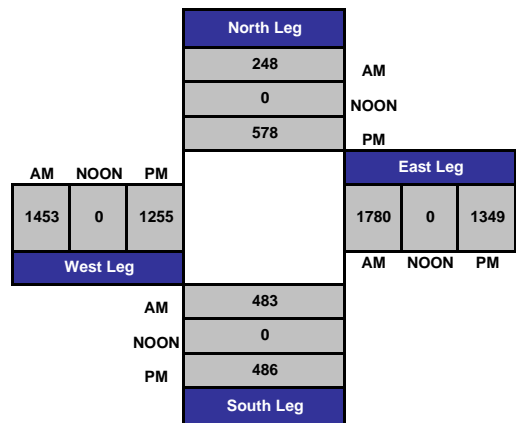 North Leg
248 AM
0 NOON
578 PM
East Leg
AM NOON PM
1453 0 1255
1780 0 1349
West Leg
AM NOON PM
AM 483
NOON 0
PM 486
South Leg